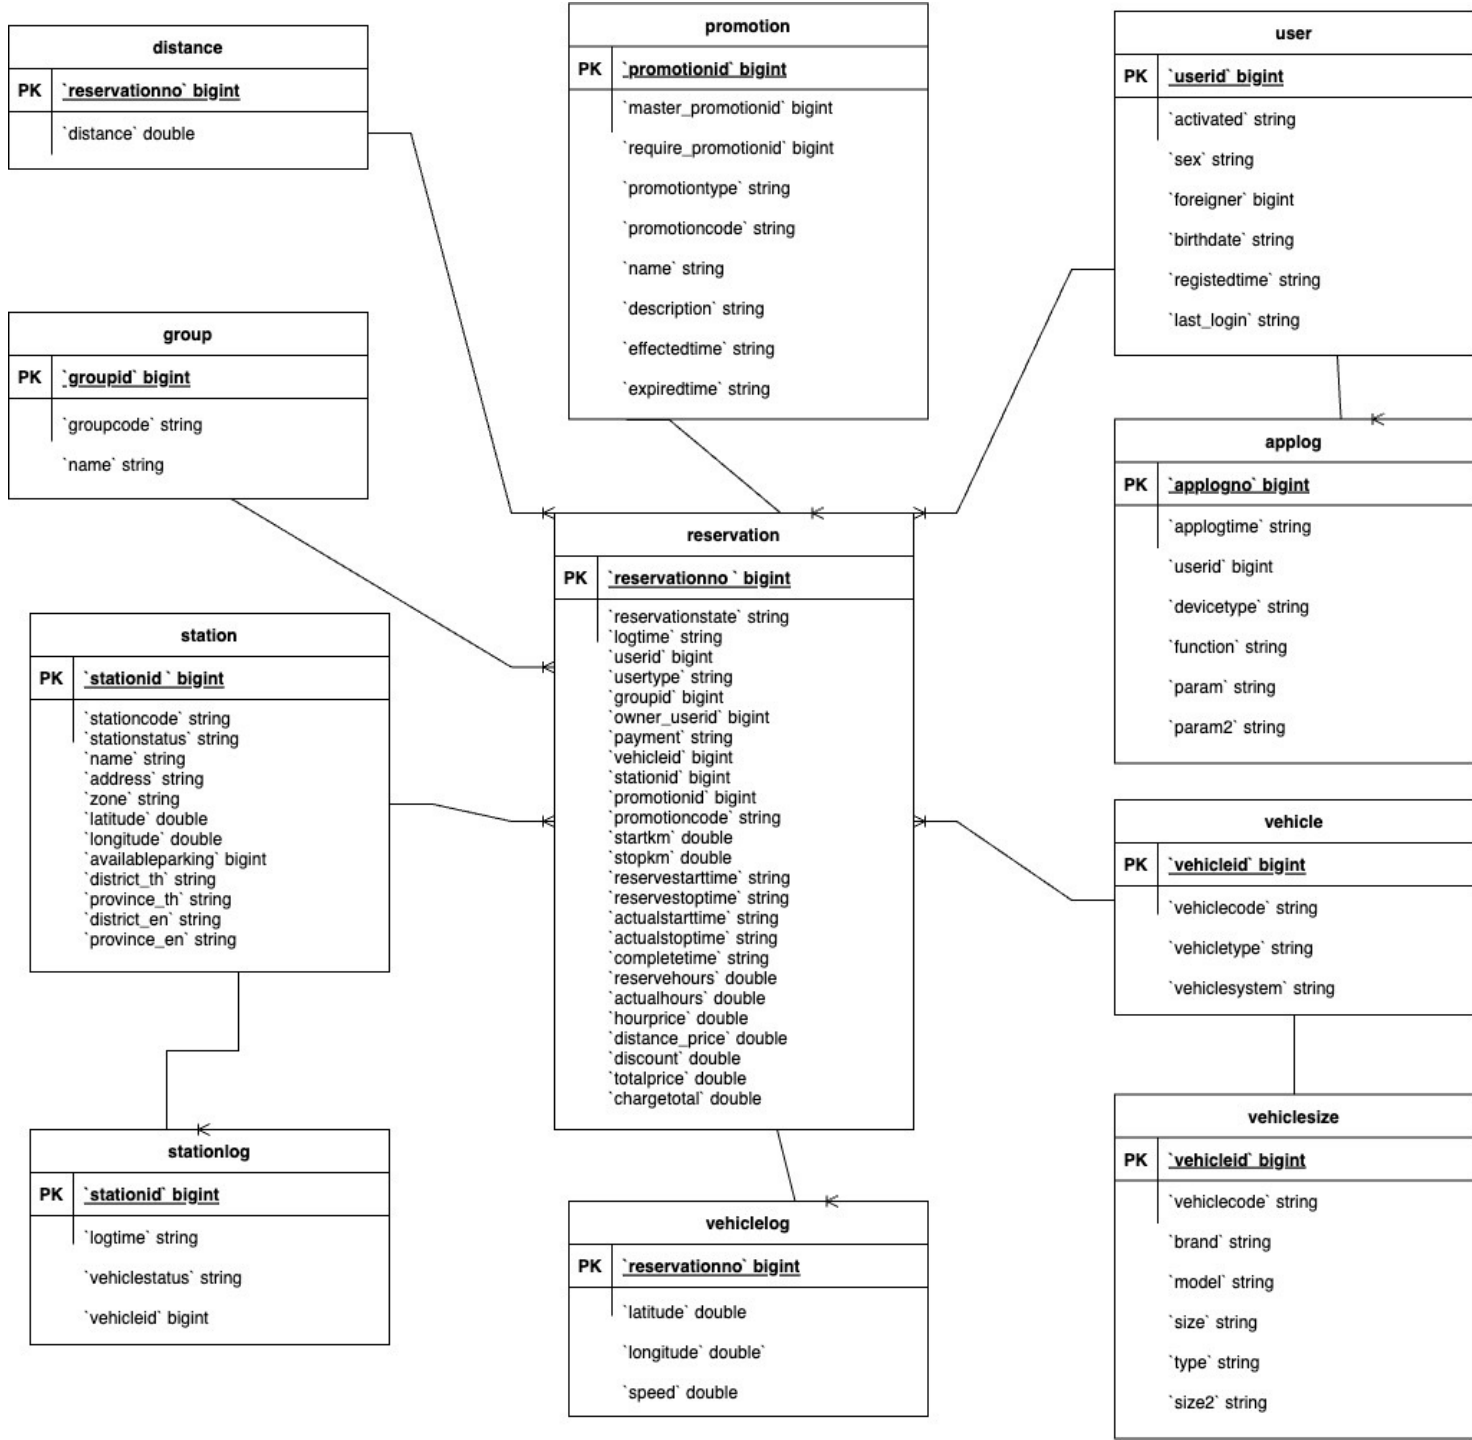 distance
PK `reservationno` bigint
`distance` double
promotion
PK `promotionid` bigint
`master_promotionid` bigint
`require_promotionid` bigint
`promotiontype` string
`promotioncode` string
`name` string
`description` string
`effectedtime` string
`expiredtime` string
user
PK `userid` bigint
`activated` string
`sex` string
`foreigner` bigint
`birthdate` string
`registedtime` string
`last_login` string
group
PK `groupid` bigint
`groupcode` string
`name` string
applog
PK `applogno` bigint
`applogtime` string
`userid` bigint
`devicetype` string
`function` string
`param` string
`param2` string
reservation
PK `reservationno ` bigint
`reservationstate` string
`logtime` string
`userid` bigint
`usertype` string
`groupid` bigint
`owner_userid` bigint
`payment` string
`vehicleid` bigint
`stationid` bigint
`promotionid` bigint
`promotioncode` string
`startkm` double
`stopkm` double
`reservestarttime` string
`reservestoptime` string
`actualstarttime` string
`actualstoptime` string
`completetime` string
`reservehours` double
`actualhours` double
`hourprice` double
`distance_price` double
`discount` double
`totalprice` double
`chargetotal` double
station
PK `stationid ` bigint
`stationcode` string
`stationstatus` string
`name` string
`address` string
`zone` string
`latitude` double
`longitude` double
`availableparking` bigint
`district_th` string
`province_th` string
`district_en` string
`province_en` string
vehicle
PK `vehicleid` bigint
`vehiclecode` string
`vehicletype` string
`vehiclesystem` string
stationlog
PK `stationid` bigint
`logtime` string
`vehiclestatus` string
`vehicleid` bigint
vehiclelog
PK `reservationno` bigint
`latitude` double
`longitude` double`
`speed` double
vehiclesize
PK `vehicleid` bigint
`vehiclecode` string
`brand` string
`model` string
`size` string
`type` string
`size2` string